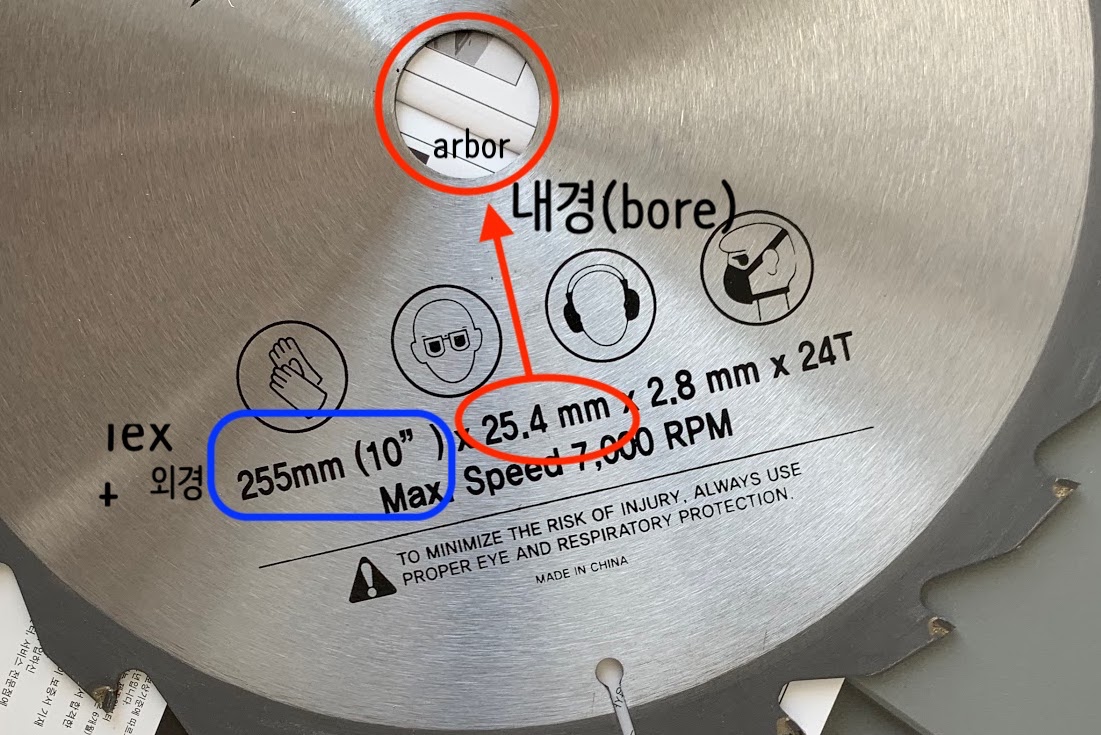 arbor
내경(bore)
255mm (10” ) x 25.4 mm x 2.8 mm x 24T
ıex
+ 외경
Max. Speed 7,000 RPM
TO MINIMIZE THE RISK OF INJURY, ALWAYS USE
PROPER EYE AND RESPIRATORY PROTECTION.
MADE IN CHINA